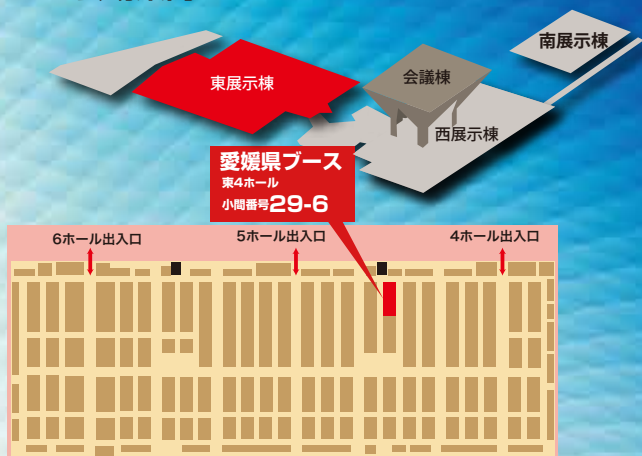 南展示棟
会議棟
東展示棟
西展示棟
愛媛県ブース
東4ホール
小間番号29-6
6ホール出入口
5ホール出入口
4ホール出入口